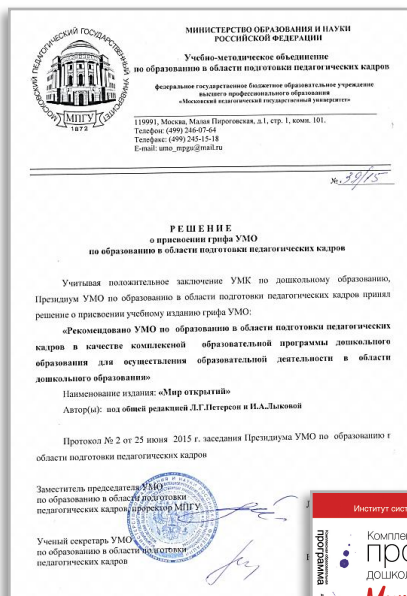 МОСКОВСКИЙ ПЕДАГОГИЧЕСКИЙ ГОСУДАРСТВЕННЫЙ УНИВЕРСИТЕТ
МПГУ
1872
МИНИСТЕРСТВО ОБРАЗОВАНИЯ И НАУКИ
РОССИЙСКОЙ ФЕДЕРАЦИИ
Учебно-методическое объединение
по образованию в области подготовки педагогических кадров
федеральное государственное бюджетное образовательное учреждение
высшего профессионального образования
«Московский педагогический государственный университет»
119991, Москва, Малая Пироговская, д.1, стр. 1, комн. 101.
Телефон: (499) 246-07-64
Телефакс: (499) 245-15-18
E-mail: umo_mpgu@mail.ru
№ 39/15
РЕШЕНИЕ
о присвоении грифа УМО
по образованию в области подготовки педагогических кадров
Учитывая положительное заключение УМК по дошкольному образованию,
Президиум УМО по образованию в области подготовки педагогических кадров принял
решение о присвоении учебному изданию грифа УМО:
«Рекомендовано УМО по образованию в области подготовки педагогических
кадров в качестве комплексной образовательной программы дошкольного
образования для осуществления образовательной деятельности в области
дошкольного образования»
Наименование издания: «Мир открытий»
Автор(ы): под общей редакцией Л.Г.Петерсон и И.А.Лыковой
Протокол № 2 от 25 июня 2015 г. заседания Президиума УМО по образованию г
области подготовки педагогических кадров
Заместитель председателя УМО
по образованию в области подготовки
педагогических кадров, проректор МПГУ
Ученый секретарь УМО
по образованию в области подготовки
педагогических кадров
Институт сист
программа
Комплек
про
дошкол